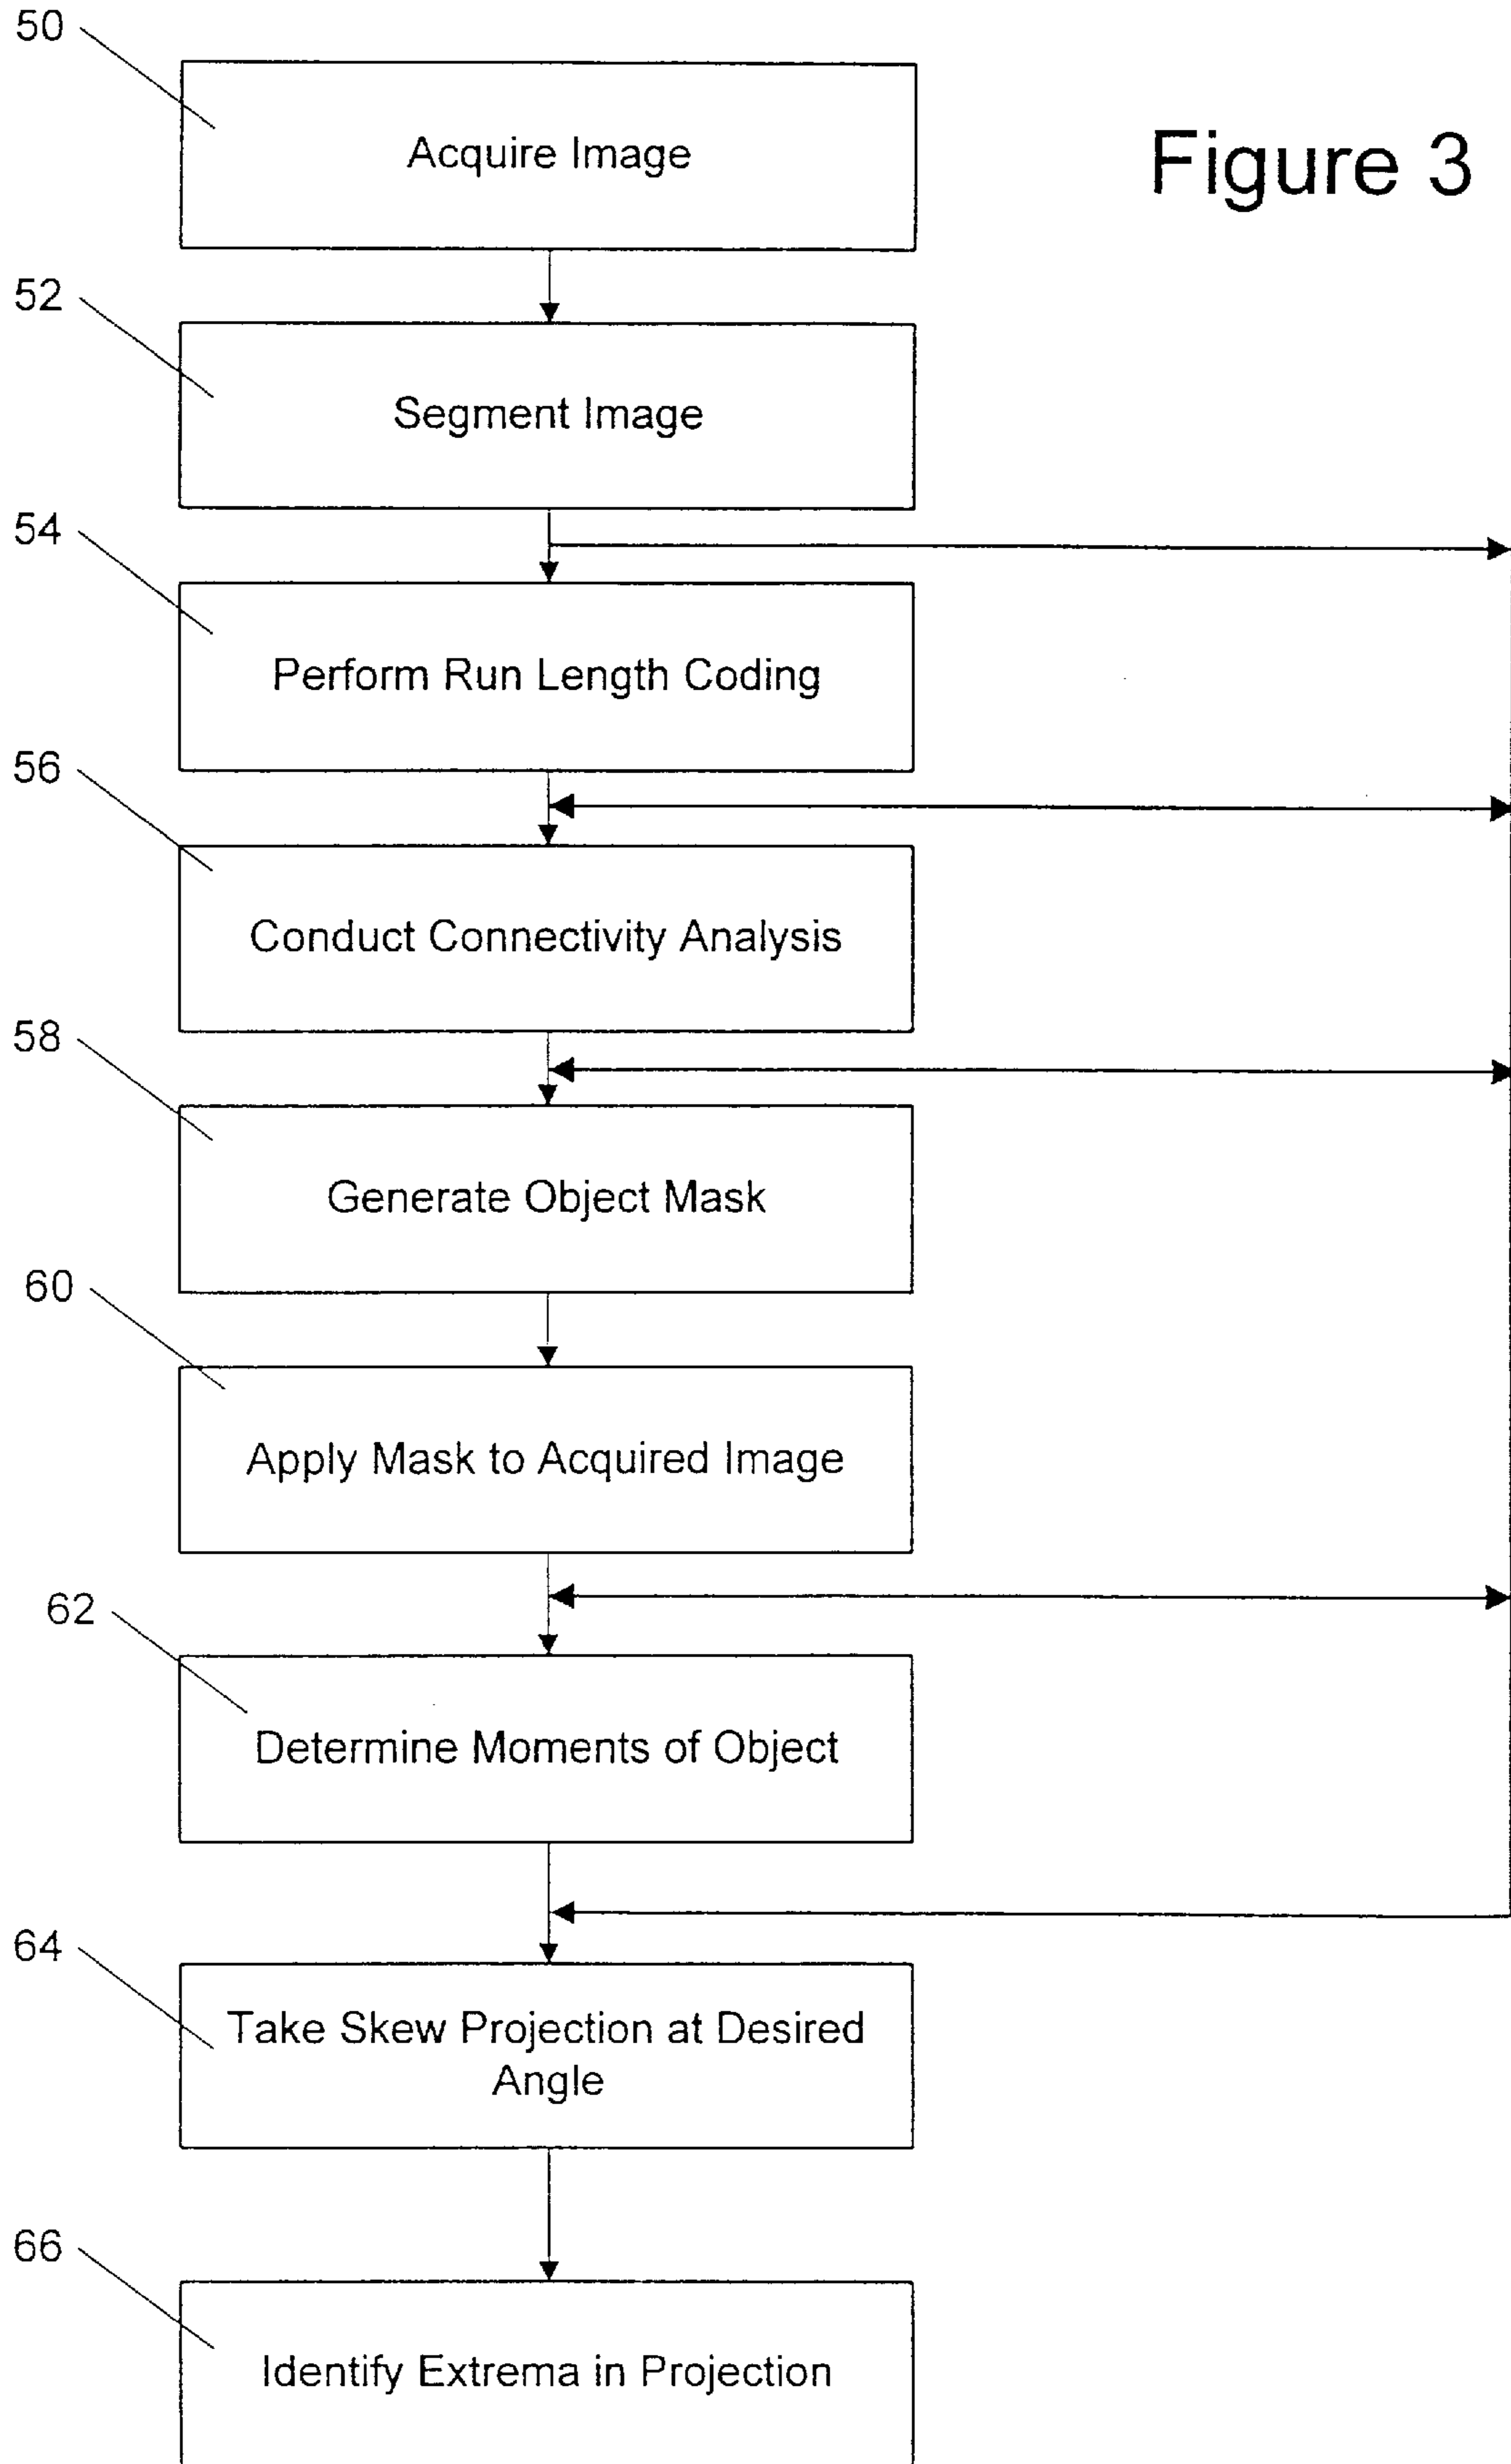 50
Acquire Image
Figure 3
52
Segment Image
54
Perform Run Length Coding
56
Conduct Connectivity Analysis
58
Generate Object Mask
60
Apply Mask to Acquired Image
62
Determine Moments of Object
64
Take Skew Projection at Desired
Angle
66
Identify Extrema in Projection